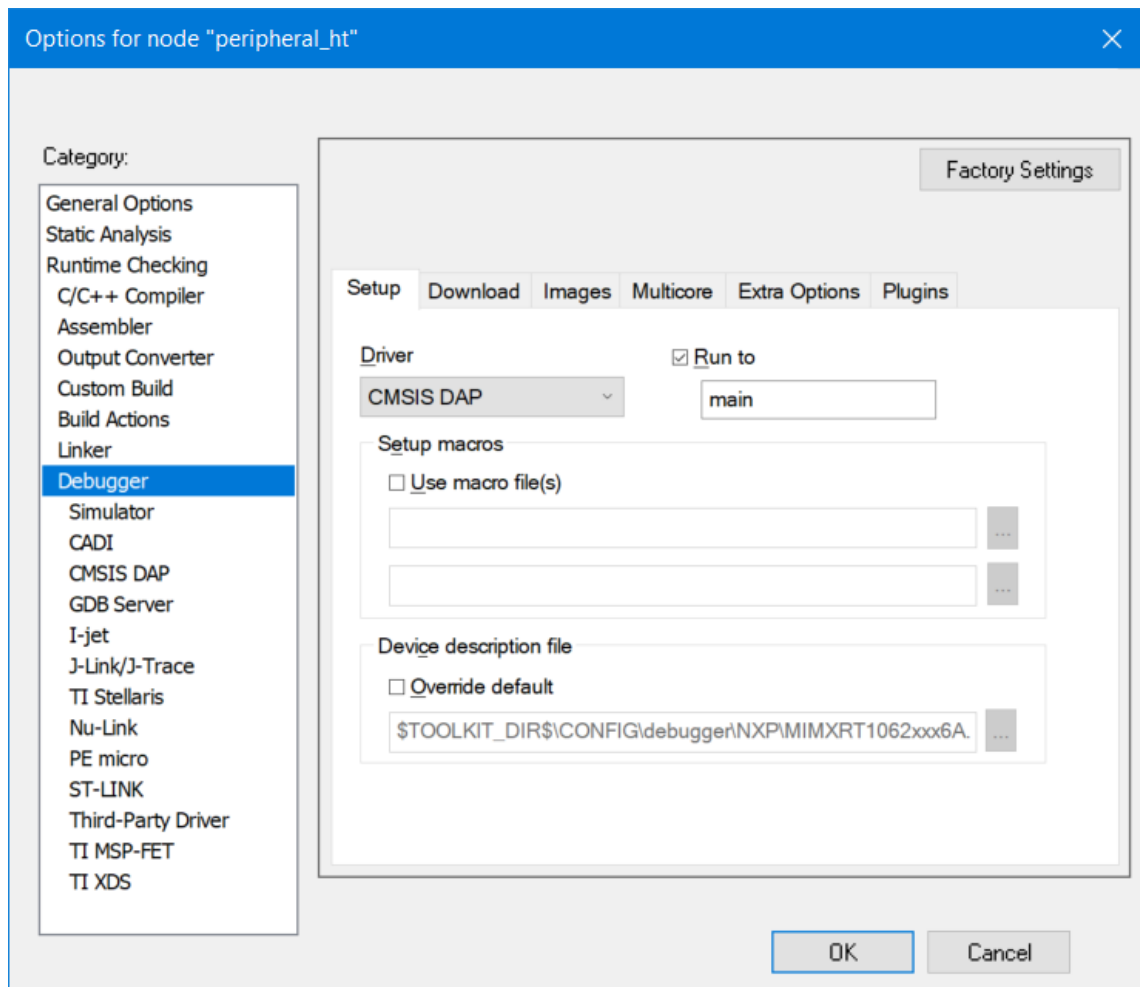 Options for node "peripheral_ht"
Category:
General Options
Static Analysis
Runtime Checking
C/C++ Compiler
Assembler
Output Converter
Custom Build
Build Actions
Linker
Debugger
Simulator
CADI
CMSIS DAP
GDB Server
I-jet
J-Link/J-Trace
TI Stellaris
Nu-Link
PE micro
ST-LINK
Third-Party Driver
TI MSP-FET
TI XDS
Factory Settings
Setup Download Images Multicore Extra Options Plugins
Driver Run to
CMSIS DAP main
Setup macros
Use macro file(s)
...
...
Device description file
Override default
$TOOLKIT_DIR$\CONFIG\debugger\NXP\MIMXRT1062xxx6A. ...
OK Cancel